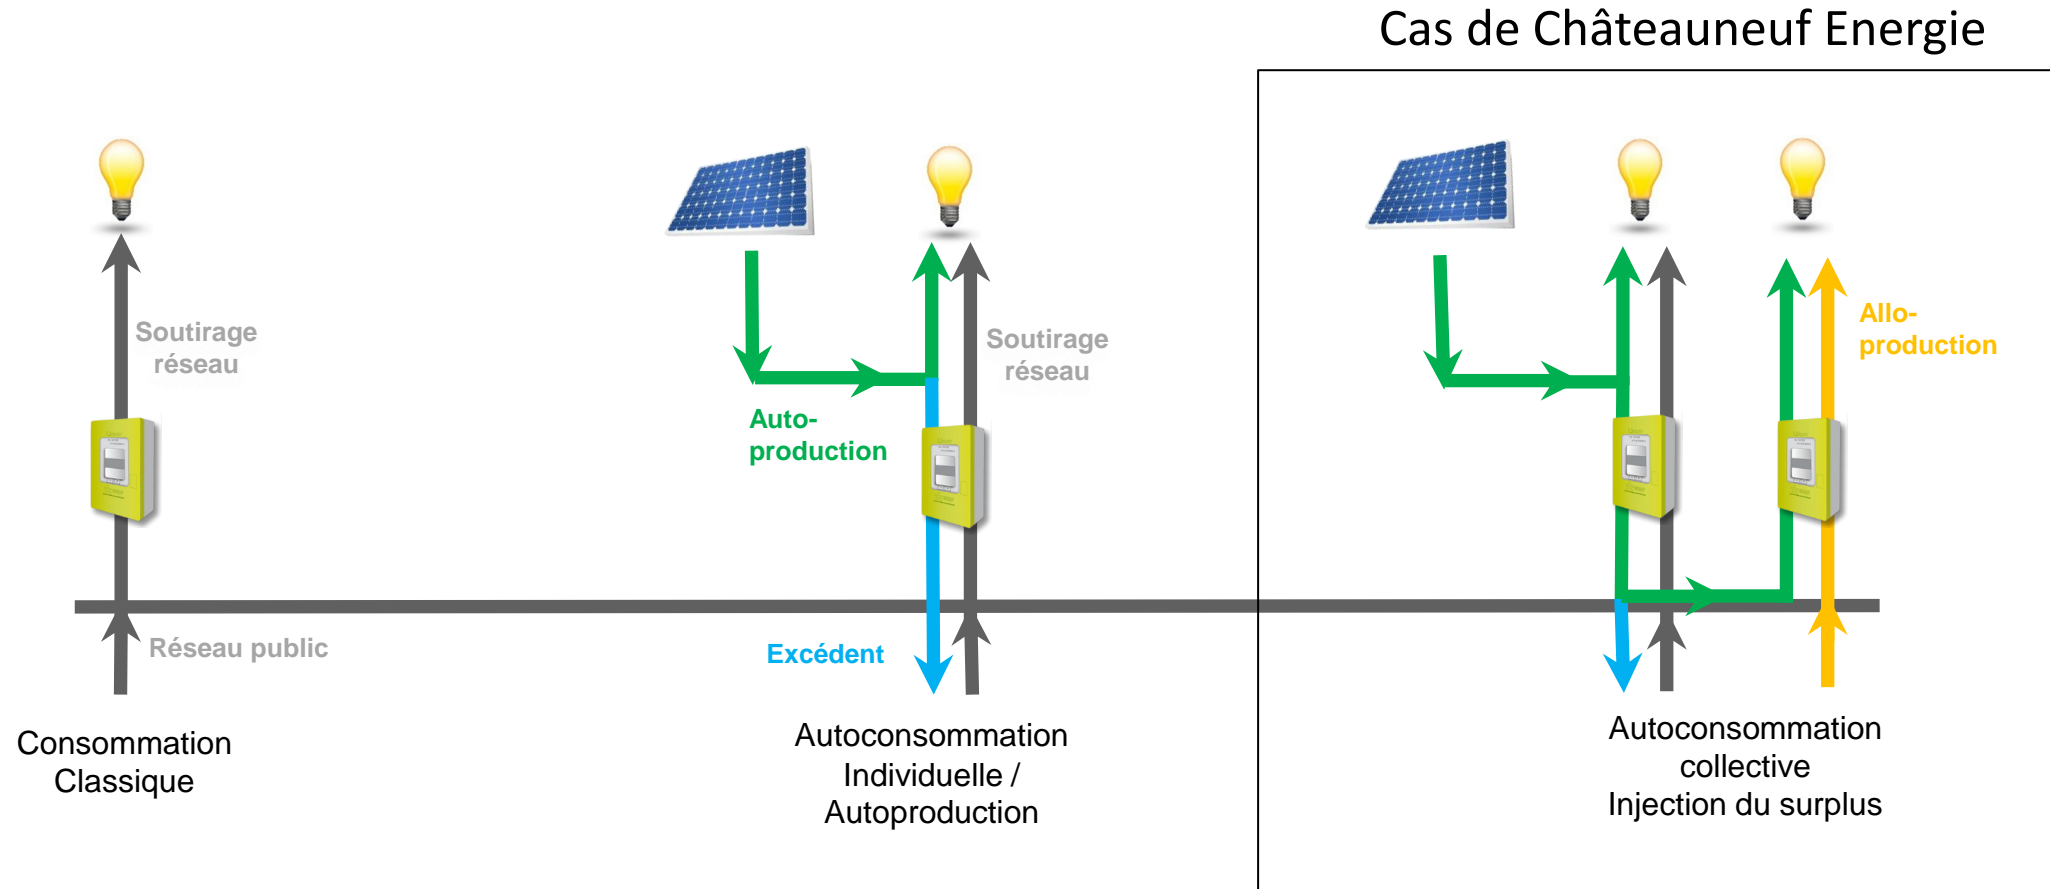 Cas de Châteauneuf Energie
Soutirage
réseau
Réseau public
Consommation
Classique
Auto-
production
Soutirage
réseau
Excédent
Autoconsommation
Individuelle /
Autoproduction
Allo-
production
Autoconsommation
collective
Injection du surplus